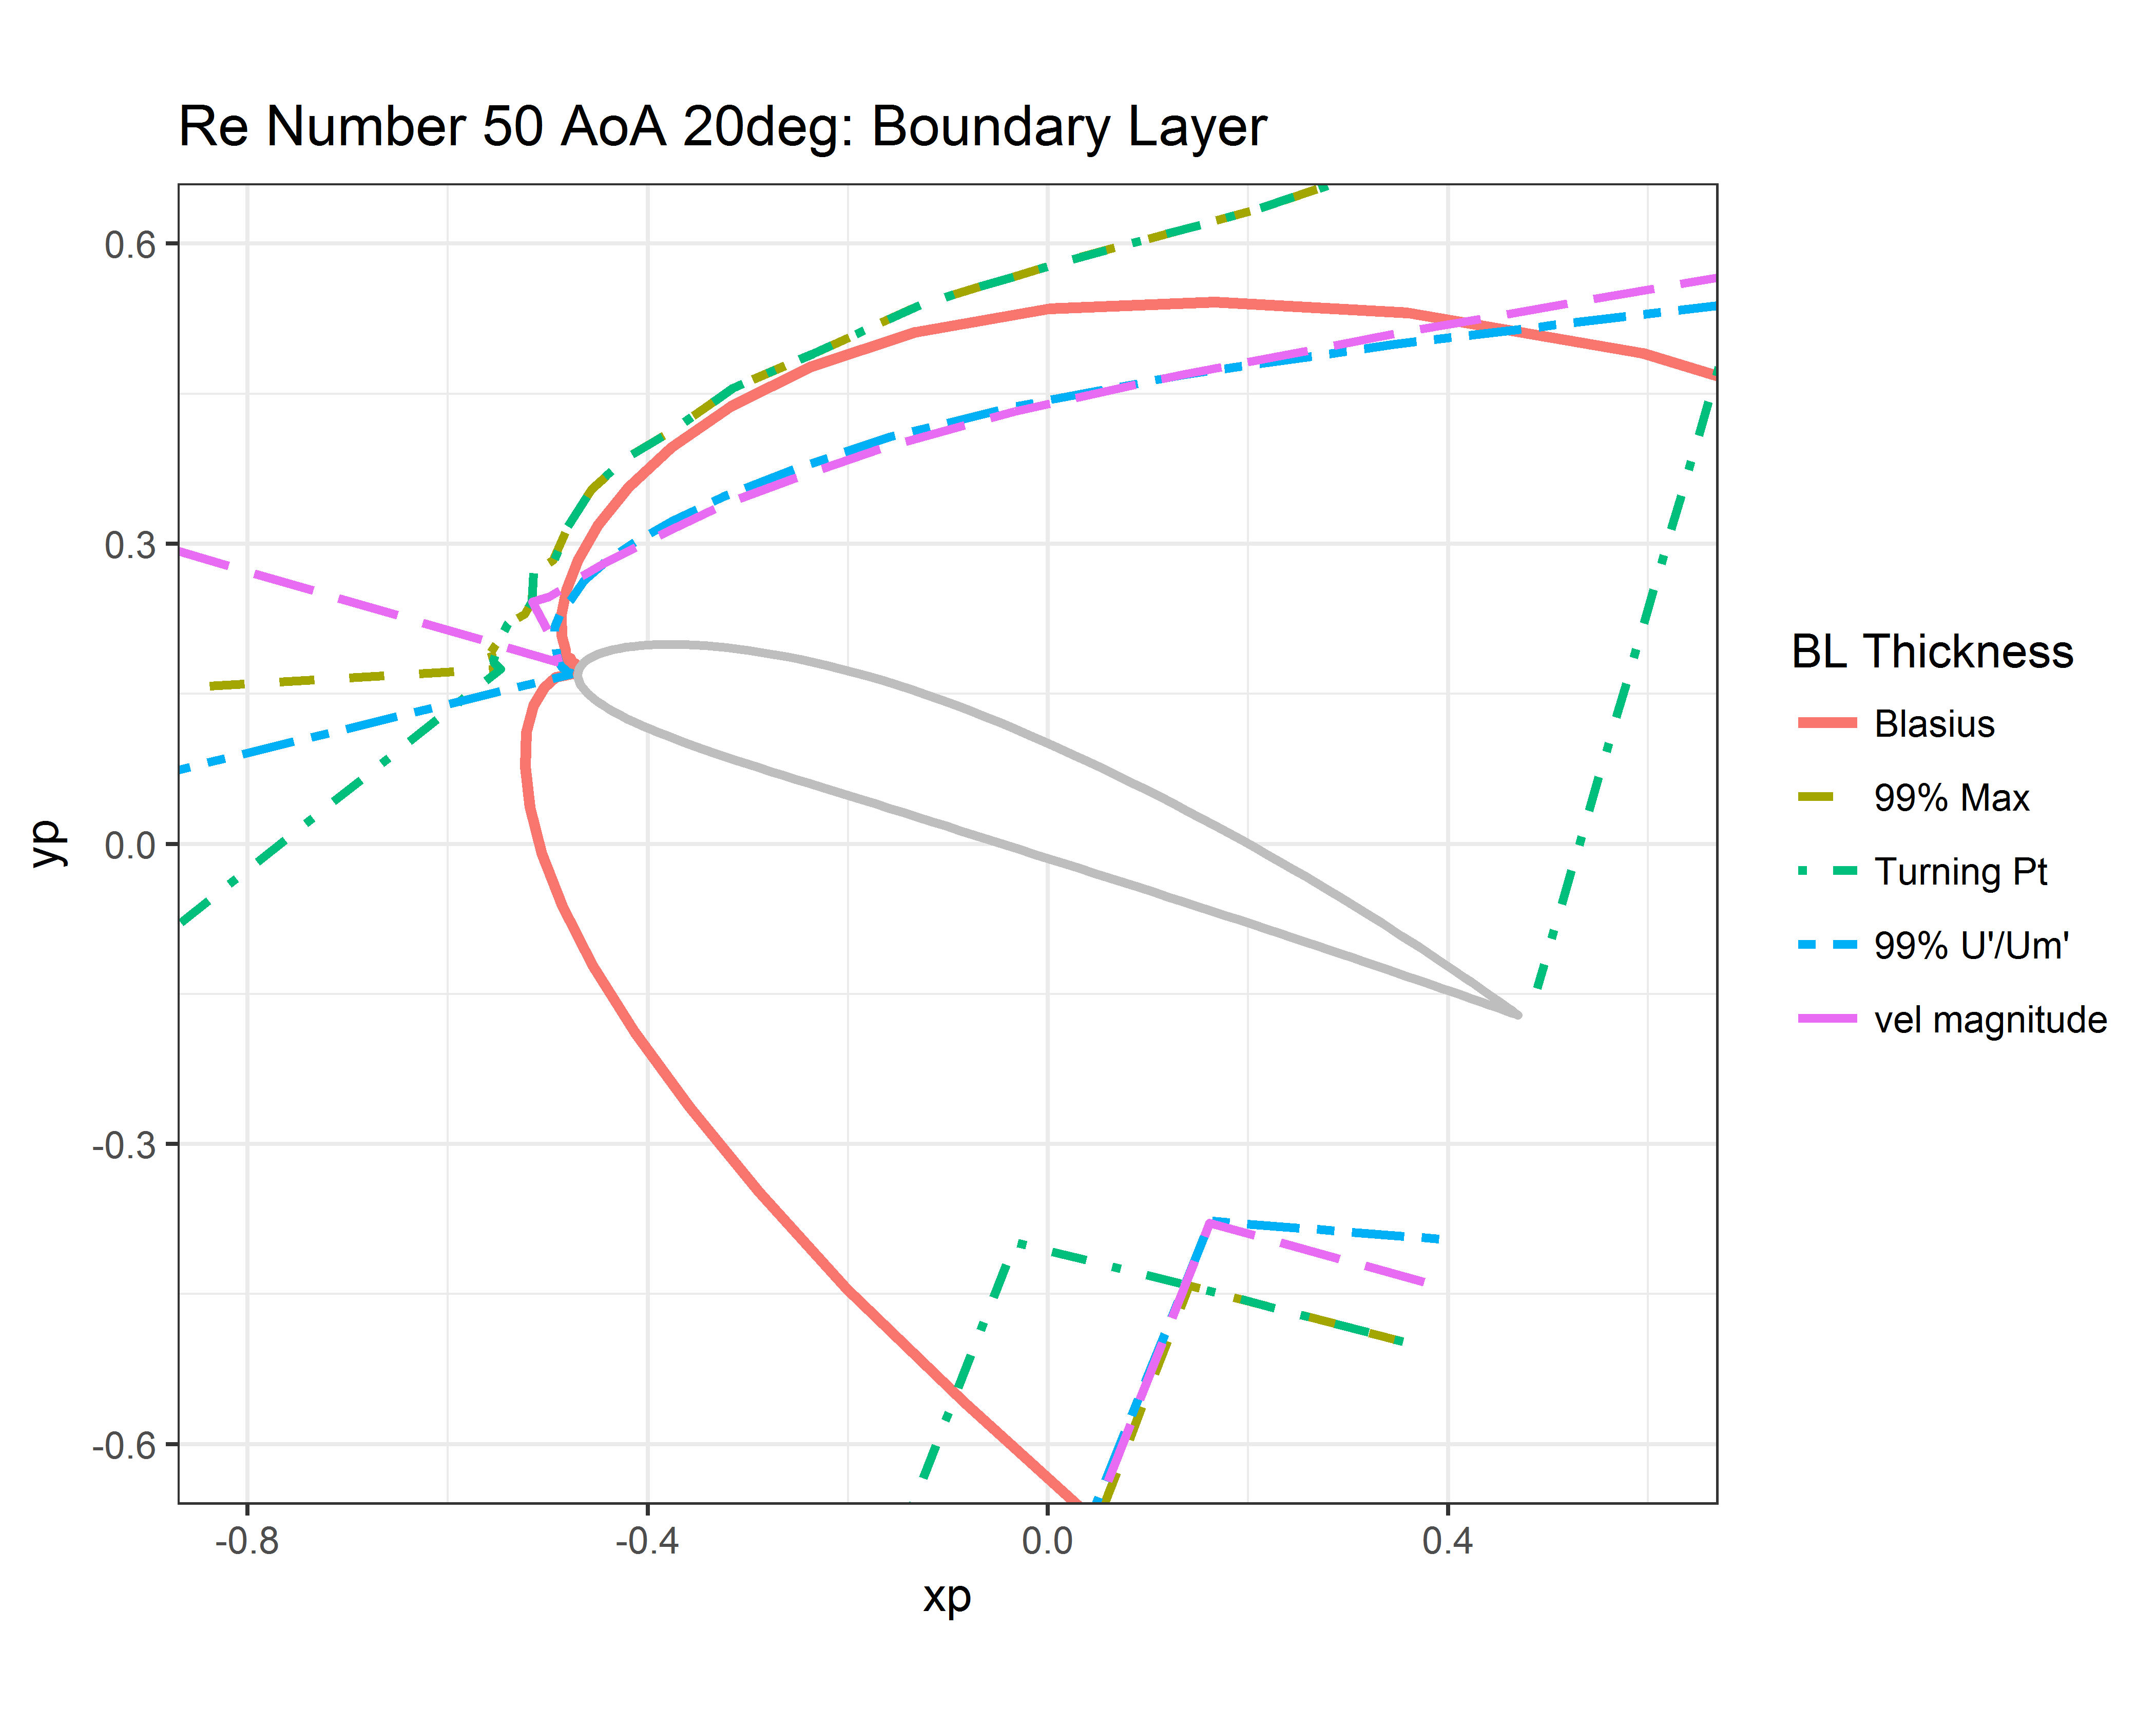 Re Number 50 AoA 20deg: Boundary Layer
yp
0.6
0.3
0.0
-0.3
-0.6
-0.8
-0.4
0.0
0.4
xp
BL Thickness
Blasius
99% Max
Turning Pt
99% U'/Um'
vel magnitude